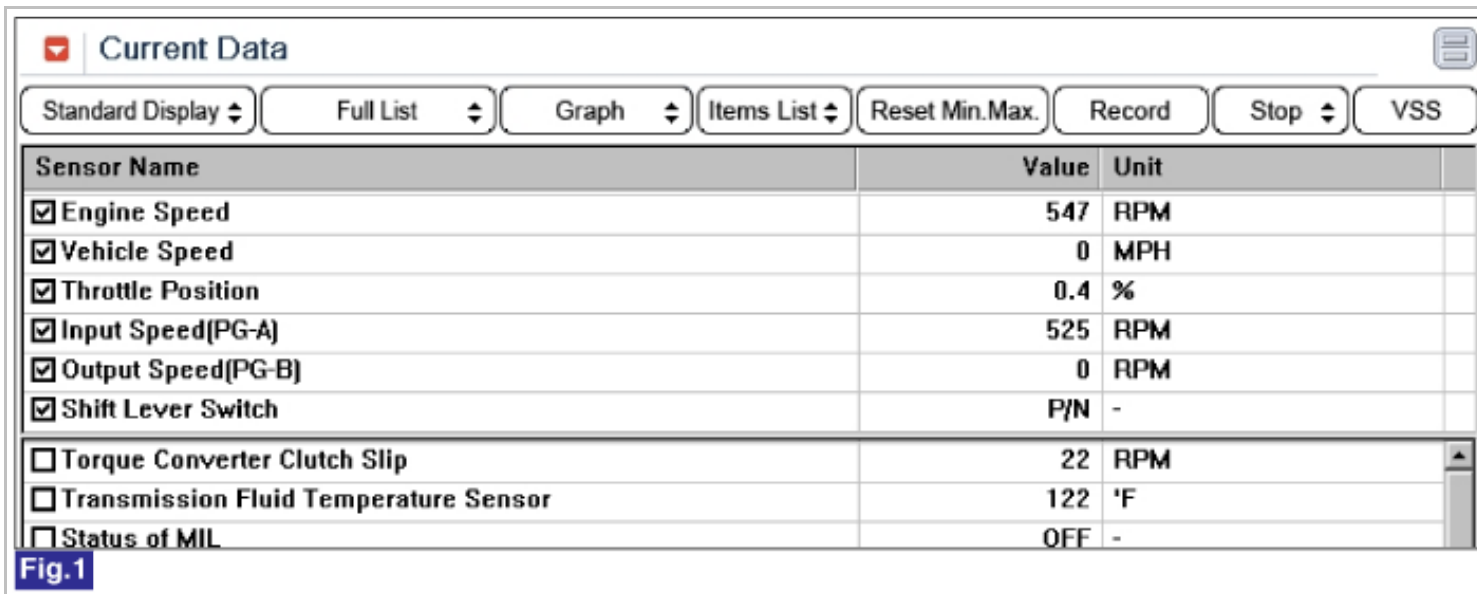 Current Data
Standard Display Full List Graph Items List Reset Min.Max. Record Stop VSS
Sensor Name Value Unit
Engine Speed 547 RPM
Vehicle Speed 0 MPH
Throttle Position 0.4 %
Input Speed(PG-A) 525 RPM
Output Speed(PG-B) 0 RPM
Shift Lever Switch P/N -
Torque Converter Clutch Slip 22 RPM
Transmission Fluid Temperature Sensor 122 'F
Status of MIL OFF -
Fig.1